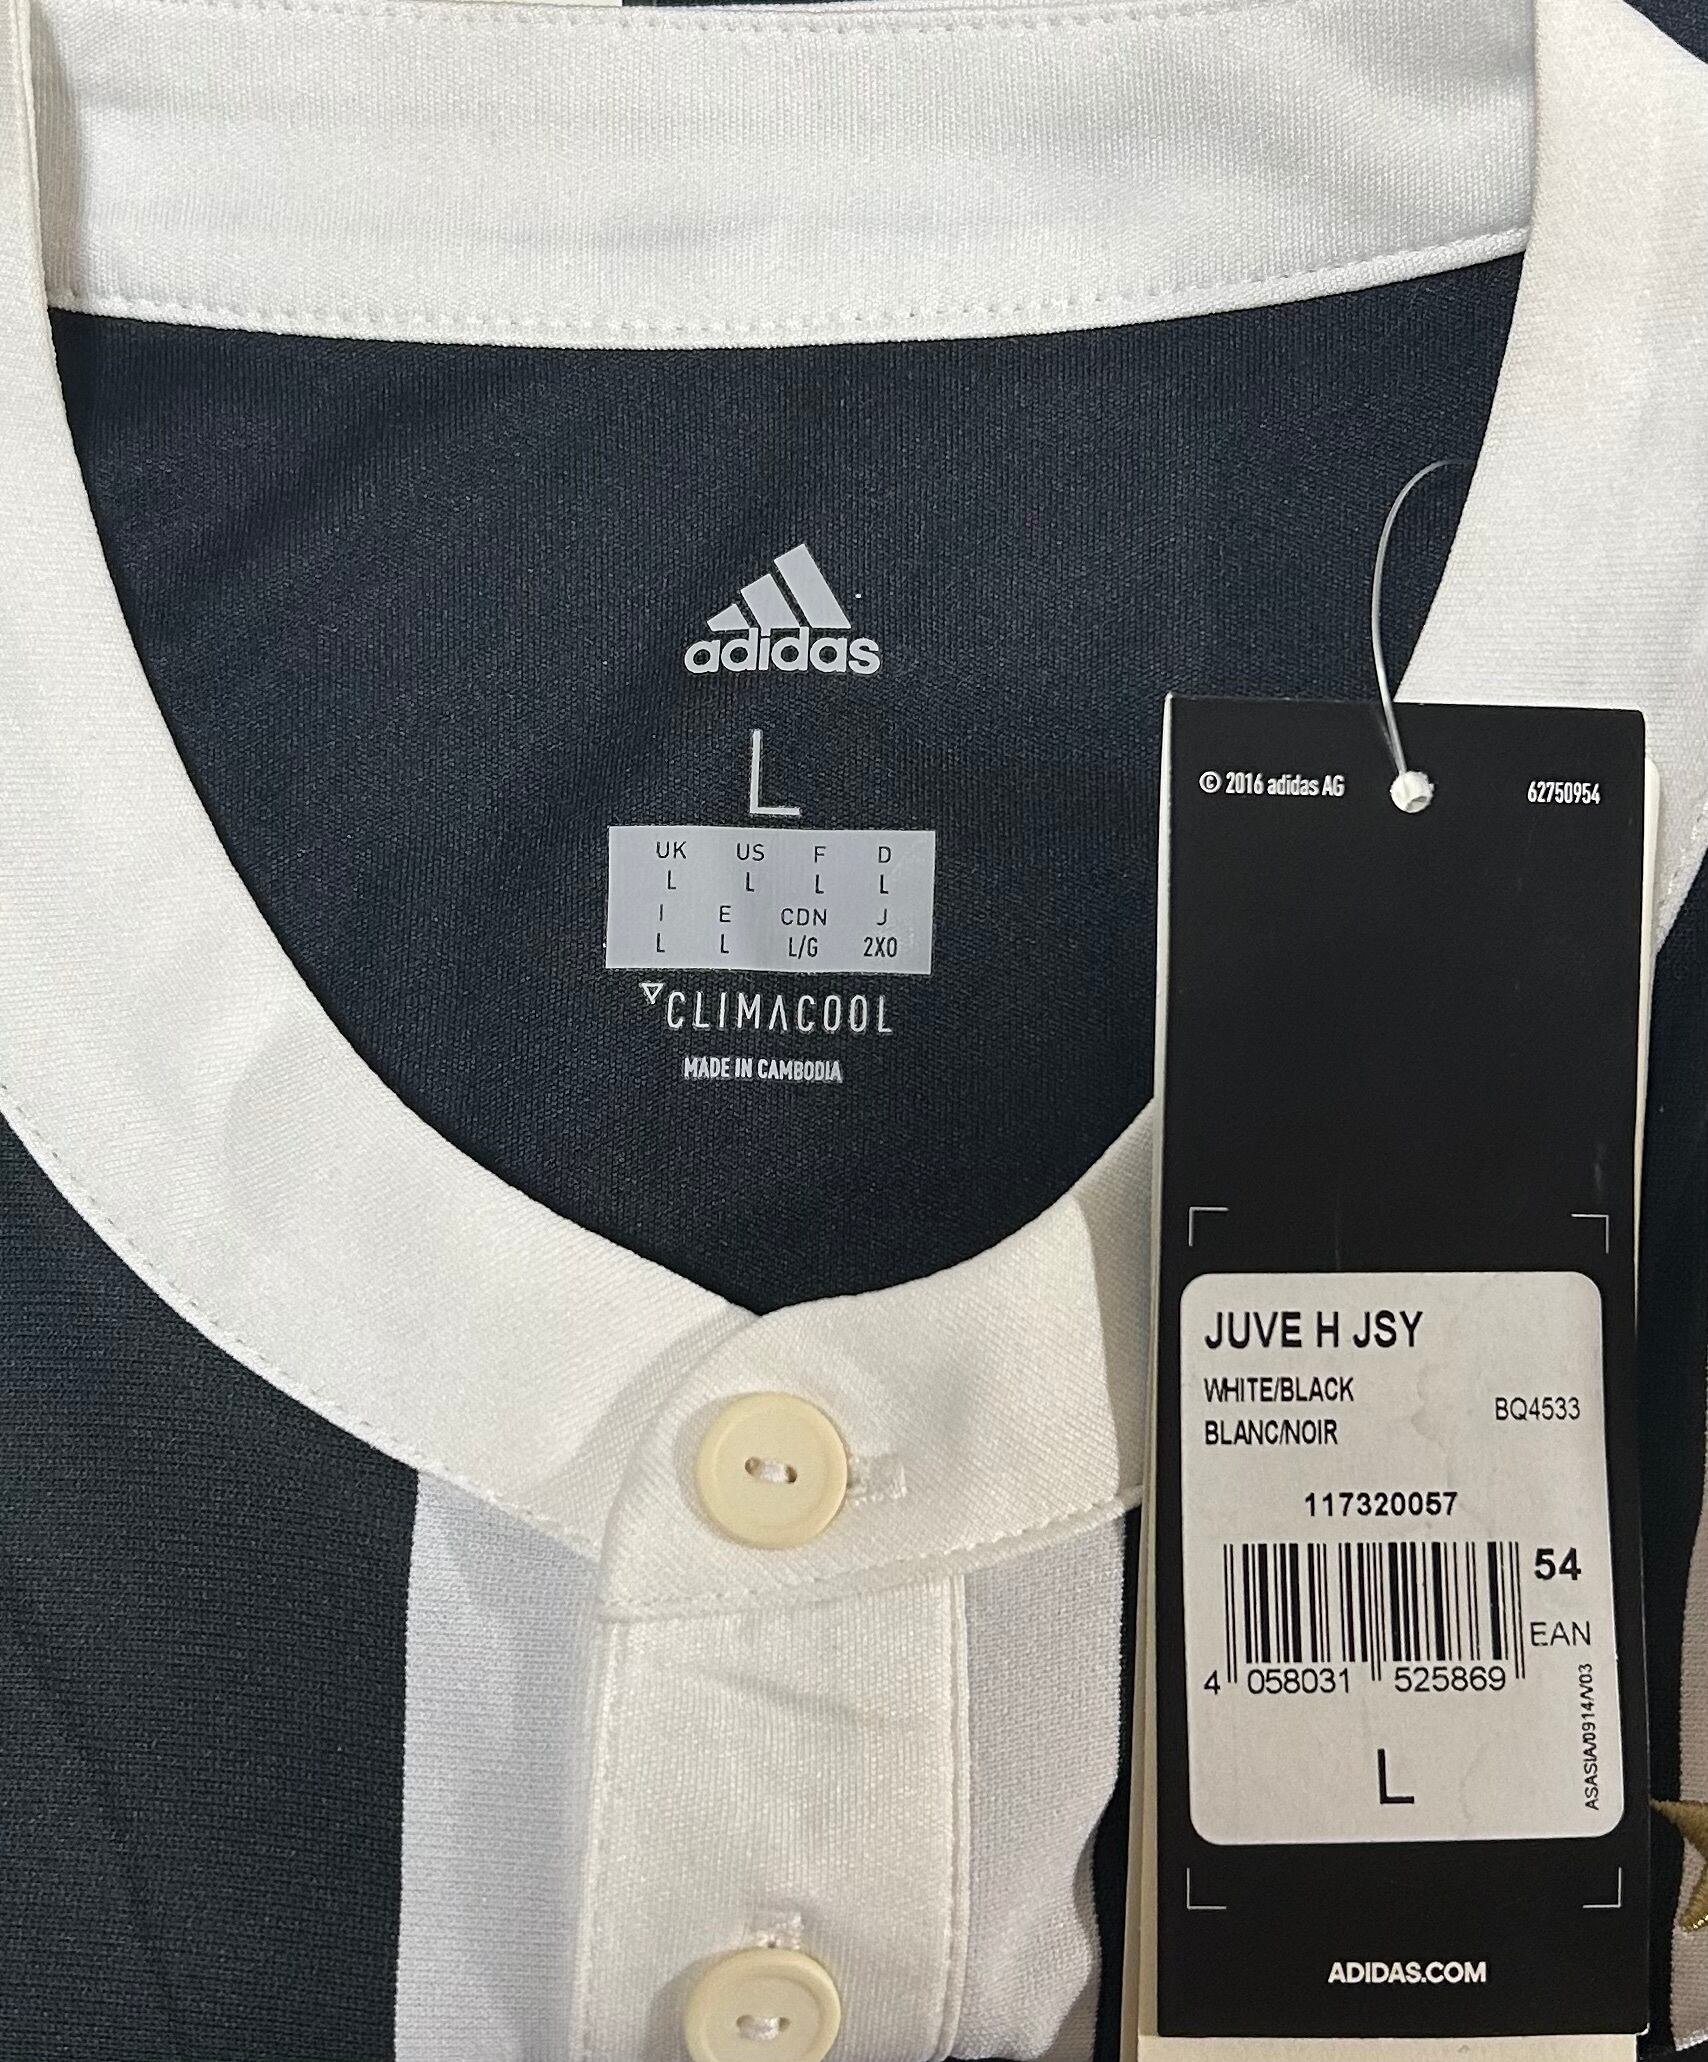 adidas
L
UK US F D
L L L L
I E CDN J
L L L/G 2XO
CLIMACOOL
MADE IN CAMBODIA
© 2016 adidas AG 62750954
JUVE H JSY
WHITE/BLACK
BLANC/NOIR
BQ4533
117320057
54
EAN
4 058031 525869
ASASIA/0914/V03
L
ADIDAS.COM